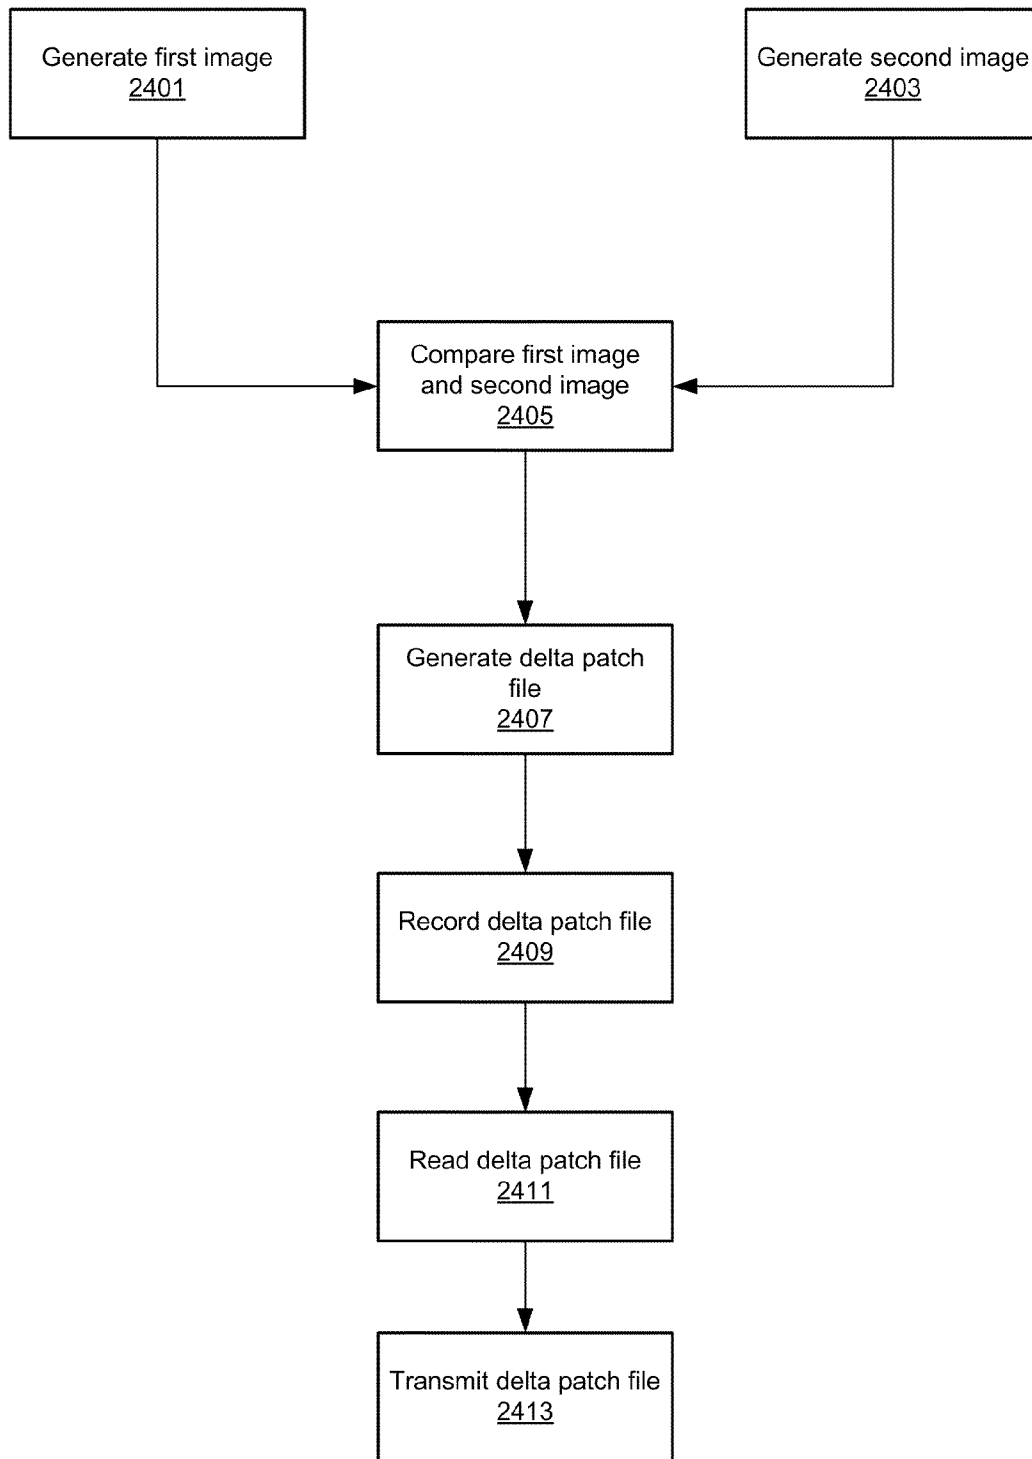 Generate first image
2401
Generate second image
2403
Compare first image
and second image
2405
Generate delta patch
file
2407
Record delta patch file
2409
Read delta patch file
2411
Transmit delta patch file
2413